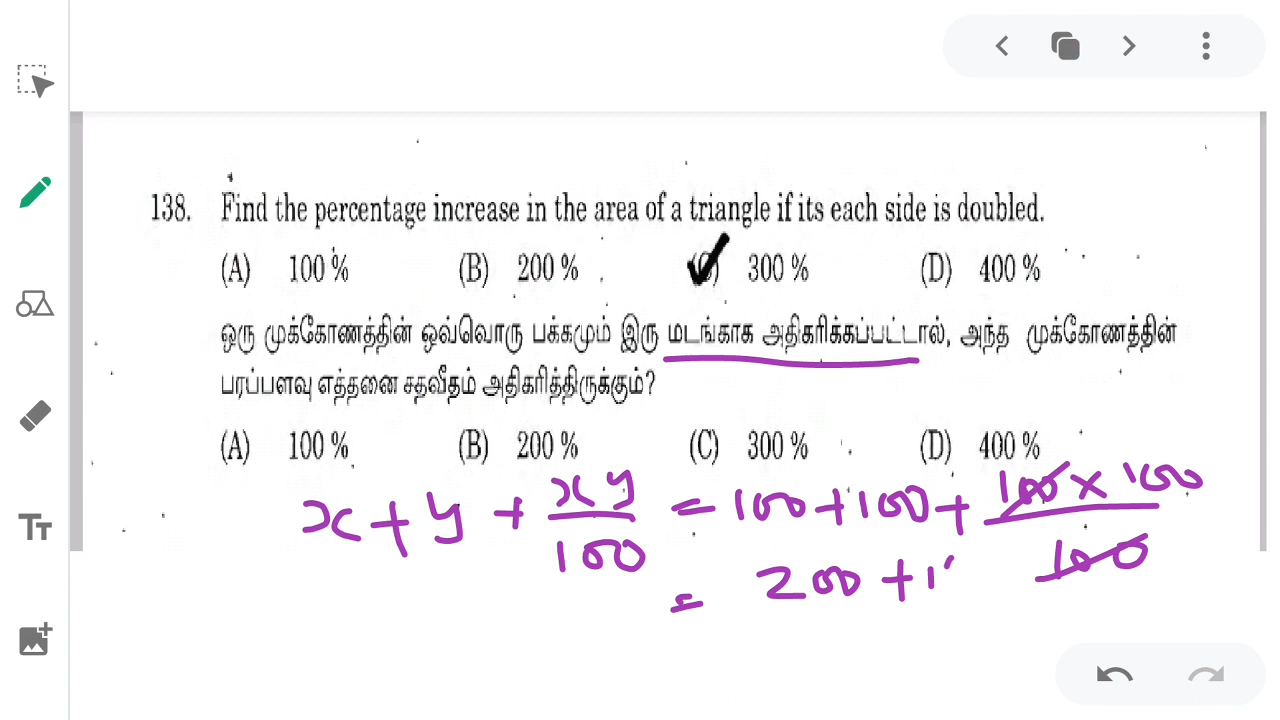 138. Find the percentage increase in the area of a triangle if its each side is doubled.
(A) 100 % (B) 200 % (C) 300 % (D) 400 %
ஒரு முக்கோணத்தின் ஒவ்வொரு பக்கமும் இரு மடங்காக அதிகரிக்கப்பட்டால், அந்த முக்கோணத்தின்
பரப்பளவு எத்தனை சதவீதம் அதிகரித்திருக்கும்?
(A) 100 % (B) 200 % (C) 300 % (D) 400 %
x + y + xy/100 = 100 + 100 + 100 x 100/100
= 200 + 1
Tт